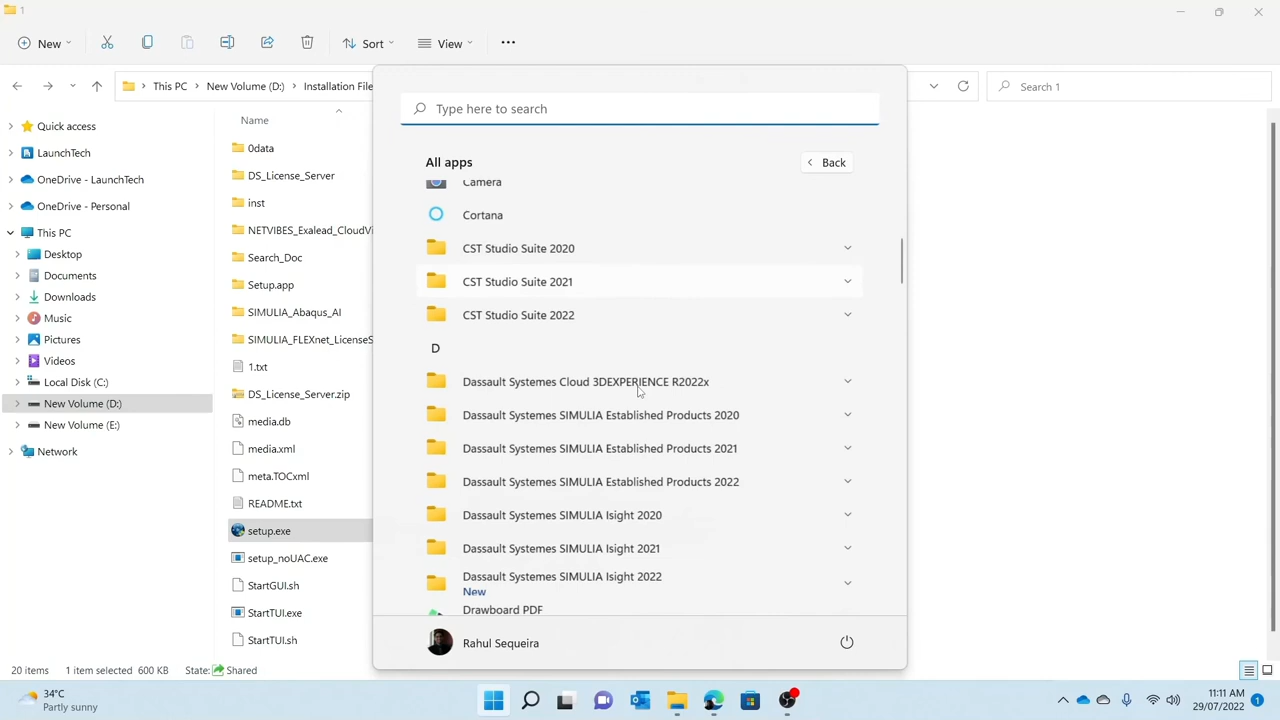 1
New
Sort
View
This PC
New Volume (D:)
Installation File
Search 1
Type here to search
All apps
Back
Quick access
LaunchTech
OneDrive - LaunchTech
OneDrive - Personal
This PC
Desktop
Documents
Downloads
Music
Pictures
Videos
Local Disk (C:)
New Volume (D:)
New Volume (E:)
Network
Name
0data
DS_License_Server
inst
NETVIBES_Exalead_CloudVi
Search_Doc
Setup.app
SIMULIA_Abaqus_AI
SIMULIA_FLEXnet_LicenseS
1.txt
DS_License_Server.zip
media.db
media.xml
meta.TOCxml
README.txt
setup.exe
setup_noUAC.exe
StartGUI.sh
StartTUI.exe
StartTUI.sh
Camera
Cortana
CST Studio Suite 2020
CST Studio Suite 2021
CST Studio Suite 2022
D
Dassault Systemes Cloud 3DEXPERIENCE R2022x
Dassault Systemes SIMULIA Established Products 2020
Dassault Systemes SIMULIA Established Products 2021
Dassault Systemes SIMULIA Established Products 2022
Dassault Systemes SIMULIA Isight 2020
Dassault Systemes SIMULIA Isight 2021
Dassault Systemes SIMULIA Isight 2022
New
Drawboard PDF
Rahul Sequeira
20 items
1 item selected 600 KB
State: Shared
34°C
Partly sunny
11:11 AM
29/07/2022
1